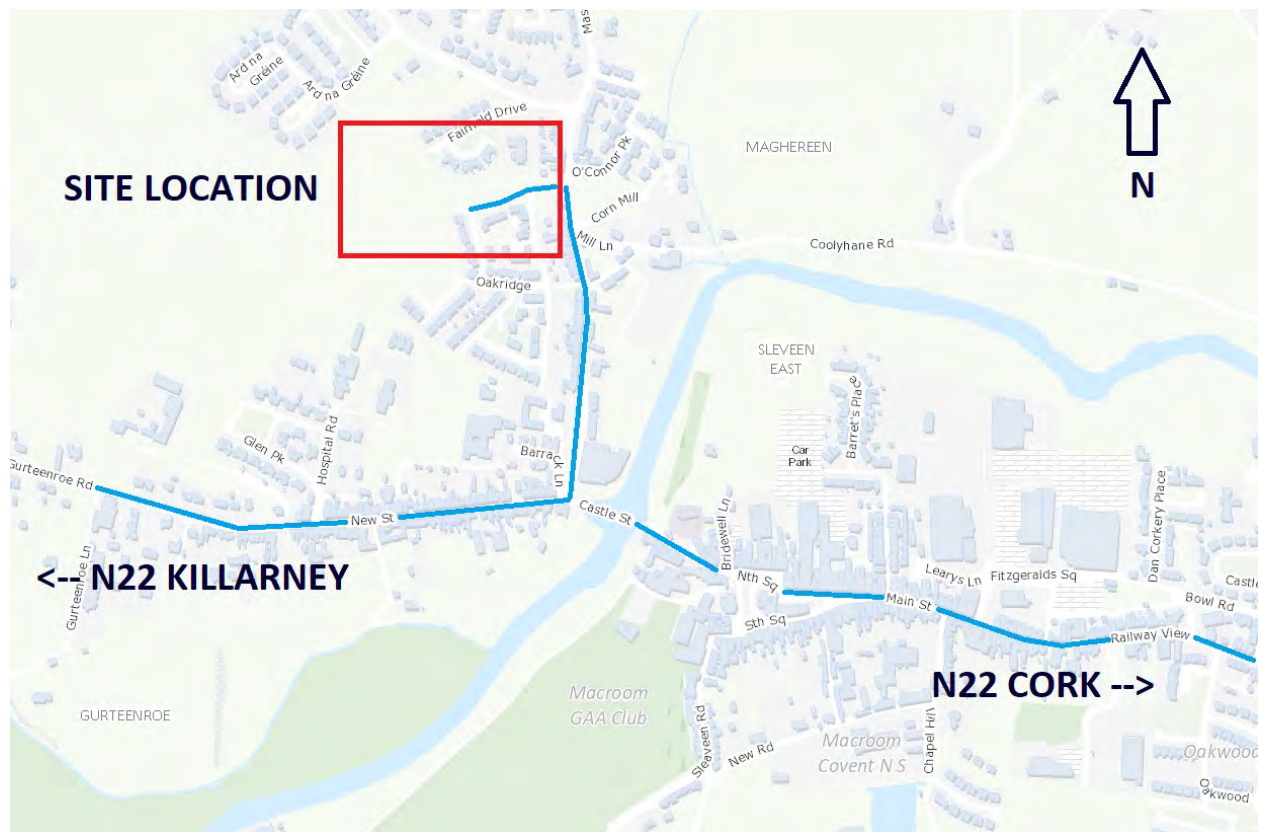 Mas
Ard na
Gréine
Ard na Gréine
Fairfield Drive
O'Connor Pk
MAGHEREEN
N
SITE LOCATION
Corn Mill
Mill Ln
Coolyhane Rd
Oakridge
SLEVEEN
EAST
Barret's Place
Car
Park
Glen Pk
Hospital Rd
Barrack Ln
Gurteenroe Rd
New St
Castle St
Bridewell Ln
Dan Corkery Place
Nth Sq
Learys Ln
Fitzgeralds Sq
Castle
<-- N22 KILLARNEY
Gurteenroe Ln
Main St
Bowl Rd
Sth Sq
Railway View
N22 CORK -->
Macroom
GAA Club
GURTEENROE
Sleaveen Rd
New Rd
Macroom
Covent N S
Chapel Hill
Oakwood
Oakwood